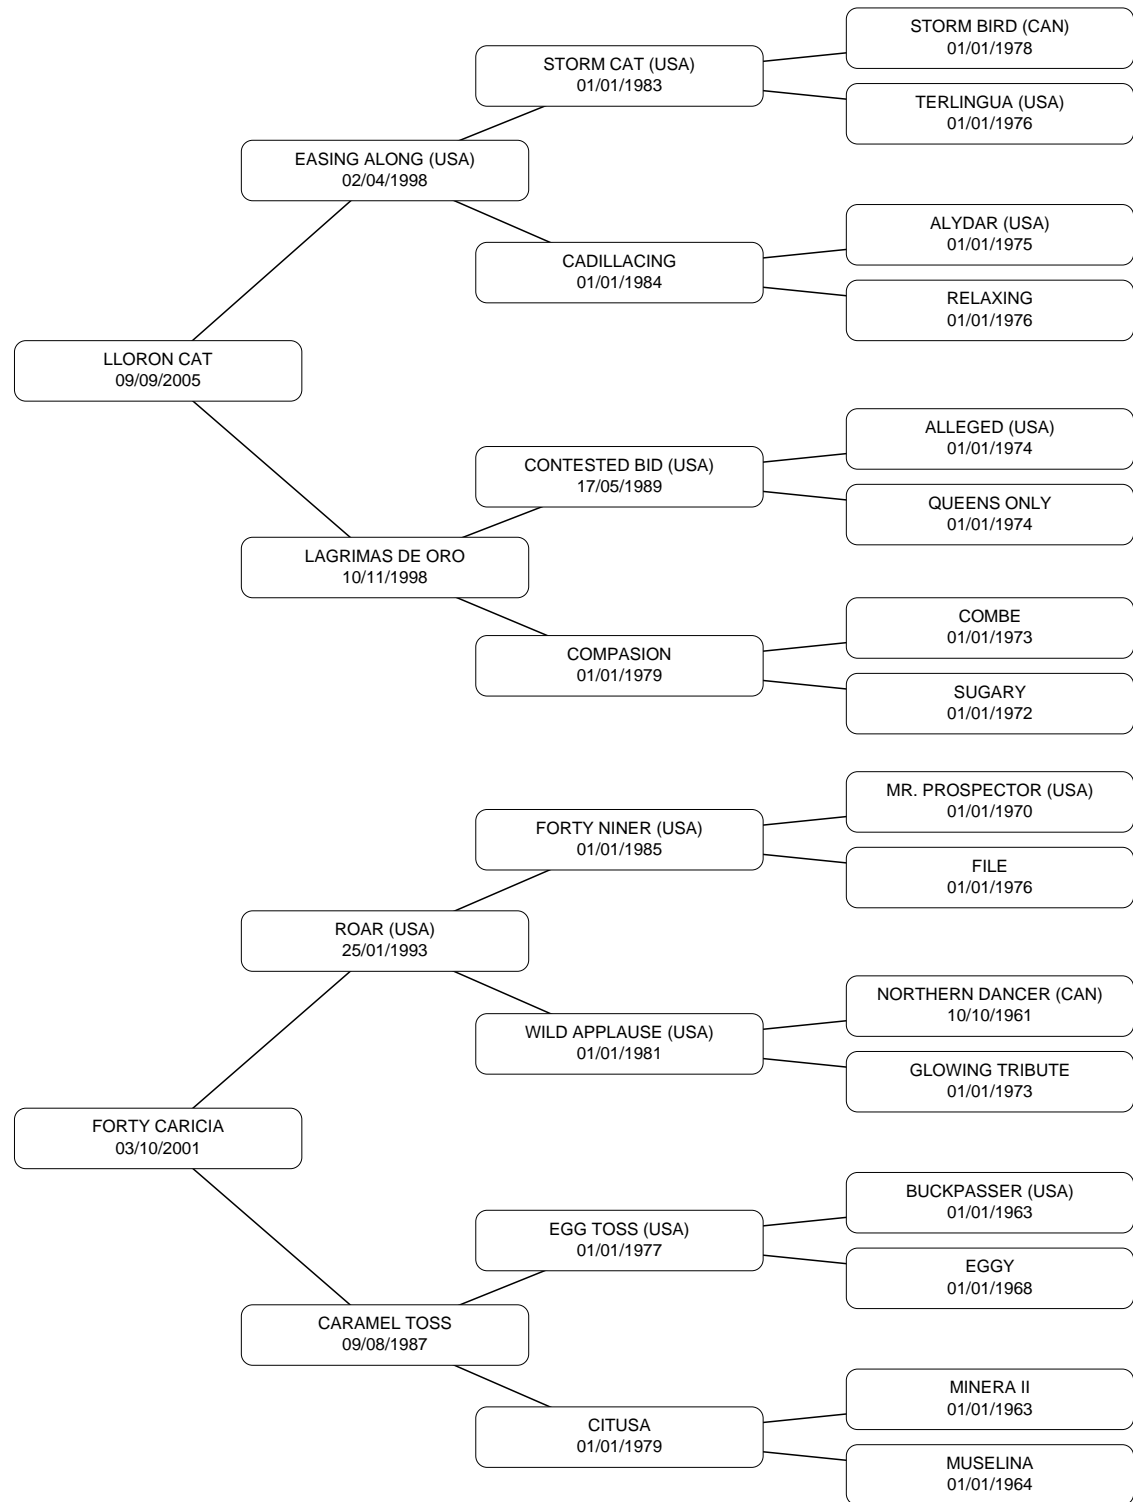 STORM BIRD (CAN)
01/01/1978
STORM CAT (USA)
01/01/1983
TERLINGUA (USA)
01/01/1976
EASING ALONG (USA)
02/04/1998
ALYDAR (USA)
01/01/1975
CADILLACING
01/01/1984
RELAXING
01/01/1976
LLORON CAT
09/09/2005
ALLEGED (USA)
01/01/1974
CONTESTED BID (USA)
17/05/1989
QUEENS ONLY
01/01/1974
LAGRIMAS DE ORO
10/11/1998
COMBE
01/01/1973
COMPASION
01/01/1979
SUGARY
01/01/1972
MR. PROSPECTOR (USA)
01/01/1970
FORTY NINER (USA)
01/01/1985
FILE
01/01/1976
ROAR (USA)
25/01/1993
NORTHERN DANCER (CAN)
10/10/1961
WILD APPLAUSE (USA)
01/01/1981
GLOWING TRIBUTE
01/01/1973
FORTY CARICIA
03/10/2001
BUCKPASSER (USA)
01/01/1963
EGG TOSS (USA)
01/01/1977
EGGY
01/01/1968
CARAMEL TOSS
09/08/1987
MINERA II
01/01/1963
CITUSA
01/01/1979
MUSELINA
01/01/1964